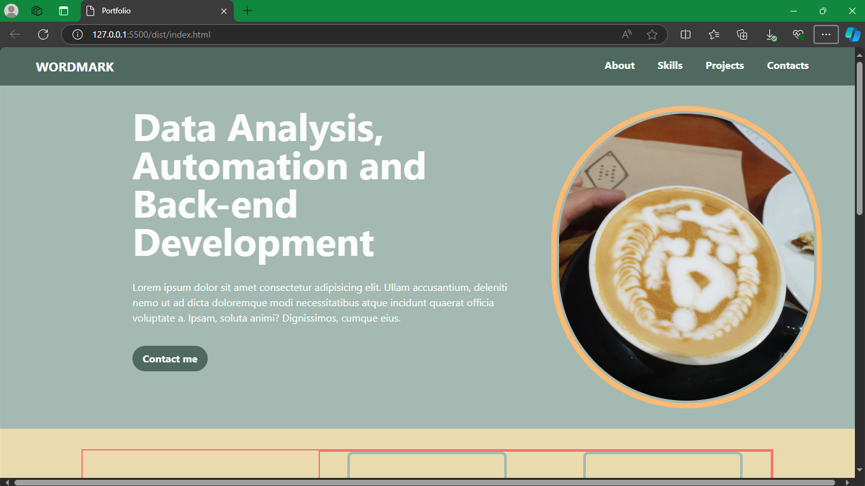 Portfolio
127.0.0.1:5500/dist/index.html
WORDMARK
About Skills Projects Contacts
Data Analysis,
Automation and
Back-end
Development
Lorem ipsum dolor sit amet consectetur adipisicing elit. Ullam accusantium, deleniti
nemo ut ad dicta doloremque modi necessitatibus atque incidunt quaerat officia
voluptate a. Ipsam, soluta animi? Dignissimos, cumque eius.
Contact me